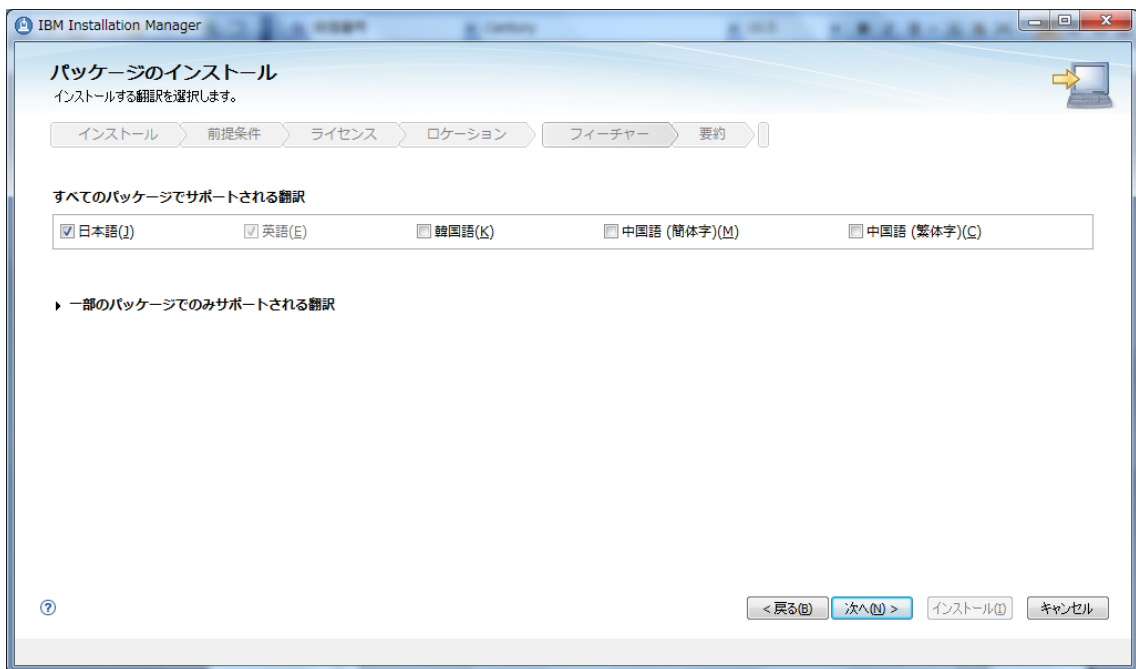 IBM Installation Manager
パッケージのインストール
インストールする翻訳を選択します。
インストール 前提条件 ライセンス ロケーション フィーチャー 要約
すべてのパッケージでサポートされる翻訳
日本語(J) 英語(E) 韓国語(K) 中国語 (簡体字)(M) 中国語 (繁体字)(C)
一部のパッケージでのみサポートされる翻訳
? < 戻る(B) 次へ(N) > インストール(I) キャンセル